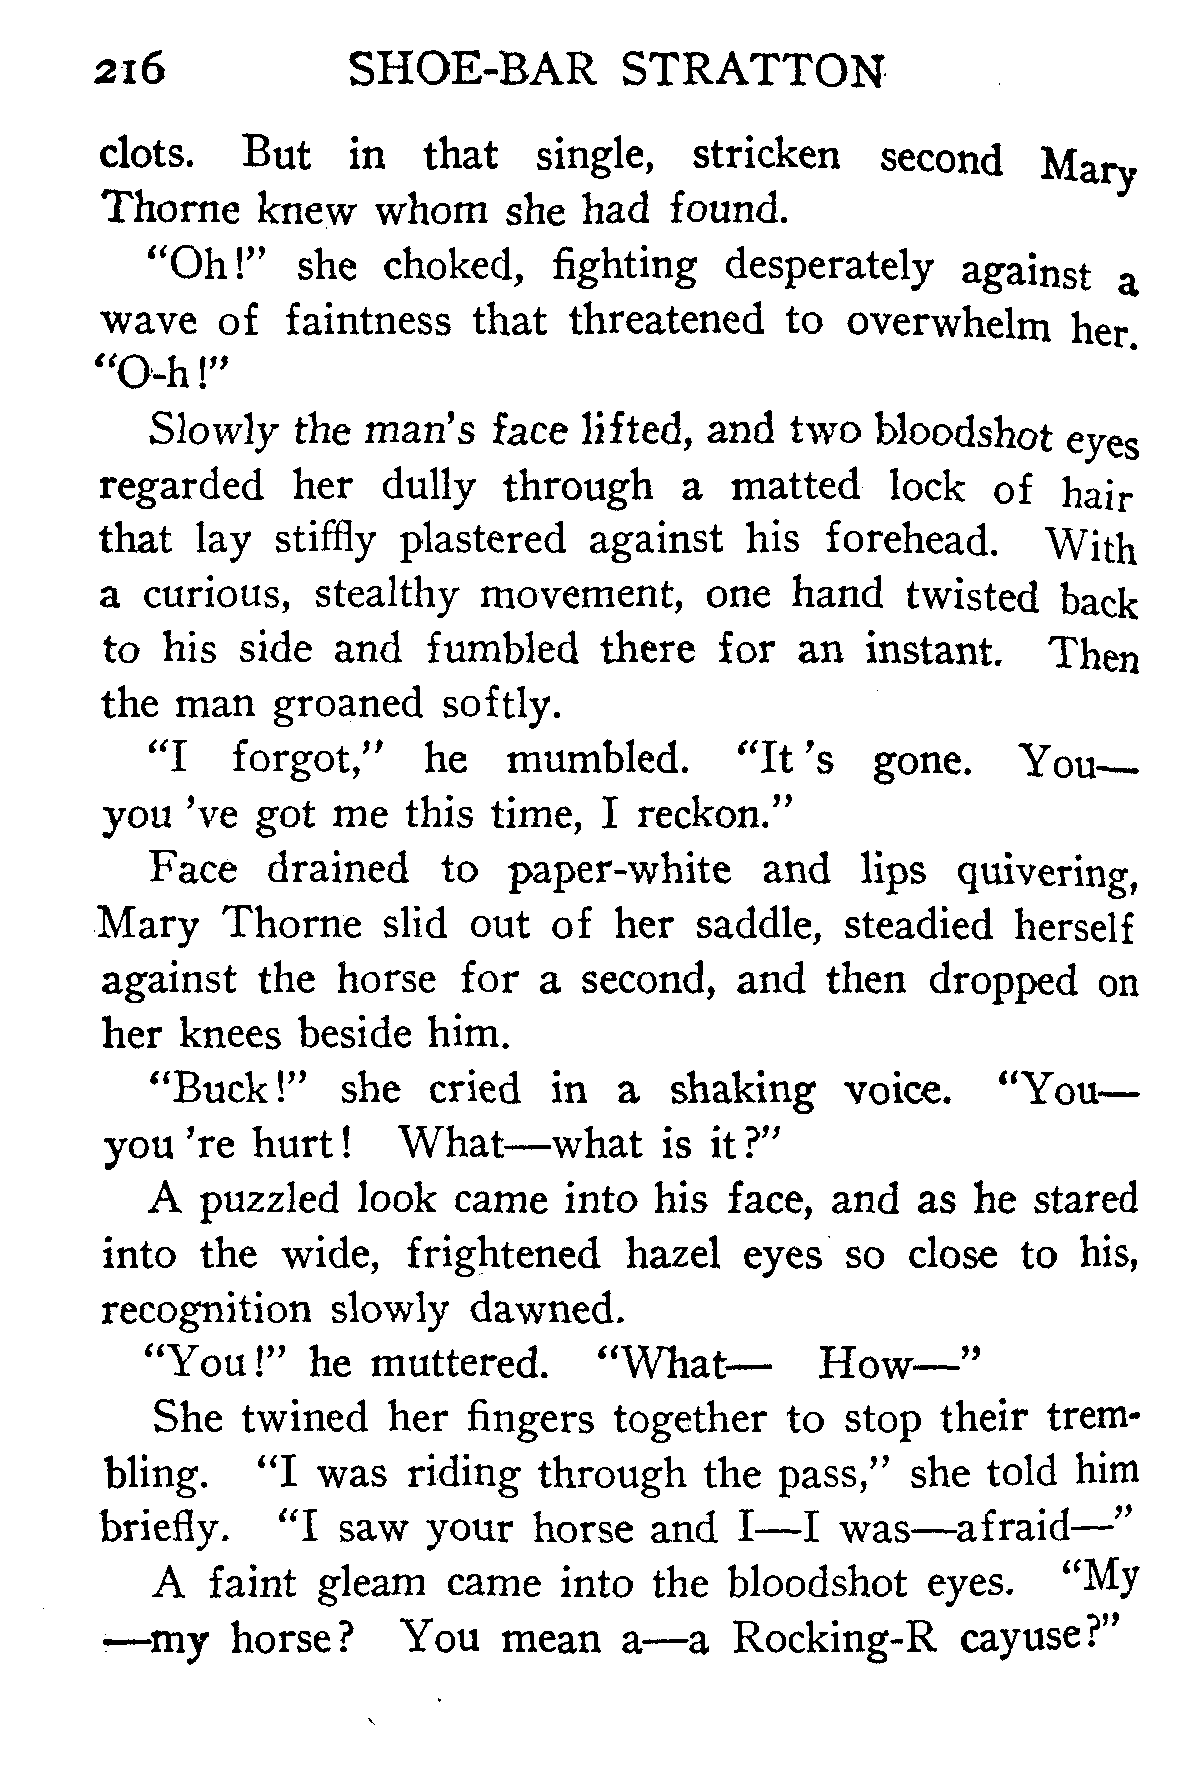 216 SHOE-BAR STRATTON
clots. But in that single, stricken second Mary
Thorne knew whom she had found.
“Oh!” she choked, fighting desperately against a
wave of faintness that threatened to overwhelm her.
“O-h!”
Slowly the man’s face lifted, and two bloodshot eyes
regarded her dully through a matted lock of hair
that lay stiffly plastered against his forehead. With
a curious, stealthy movement, one hand twisted back
to his side and fumbled there for an instant. Then
the man groaned softly.
“I forgot,” he mumbled. “It ’s gone. You—
you ’ve got me this time, I reckon.”
Face drained to paper-white and lips quivering,
Mary Thorne slid out of her saddle, steadied herself
against the horse for a second, and then dropped on
her knees beside him.
“Buck!” she cried in a shaking voice. “You—
you ’re hurt! What—what is it?”
A puzzled look came into his face, and as he stared
into the wide, frightened hazel eyes so close to his,
recognition slowly dawned.
“You!” he muttered. “What— How—”
She twined her fingers together to stop their trem-
bling. “I was riding through the pass,” she told him
briefly. “I saw your horse and I—I was—afraid—”
A faint gleam came into the bloodshot eyes. “My
—my horse? You mean a—a Rocking-R cayuse?”